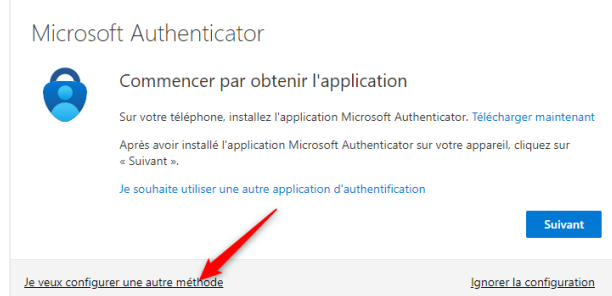 Microsoft Authenticator
Commencer par obtenir l'application
Sur votre téléphone, installez l'application Microsoft Authenticator. Télécharger maintenant
Après avoir installé l'application Microsoft Authenticator sur votre appareil, cliquez sur
« Suivant ».
Je souhaite utiliser une autre application d'authentification
Suivant
Je veux configurer une autre méthode
Ignorer la configuration